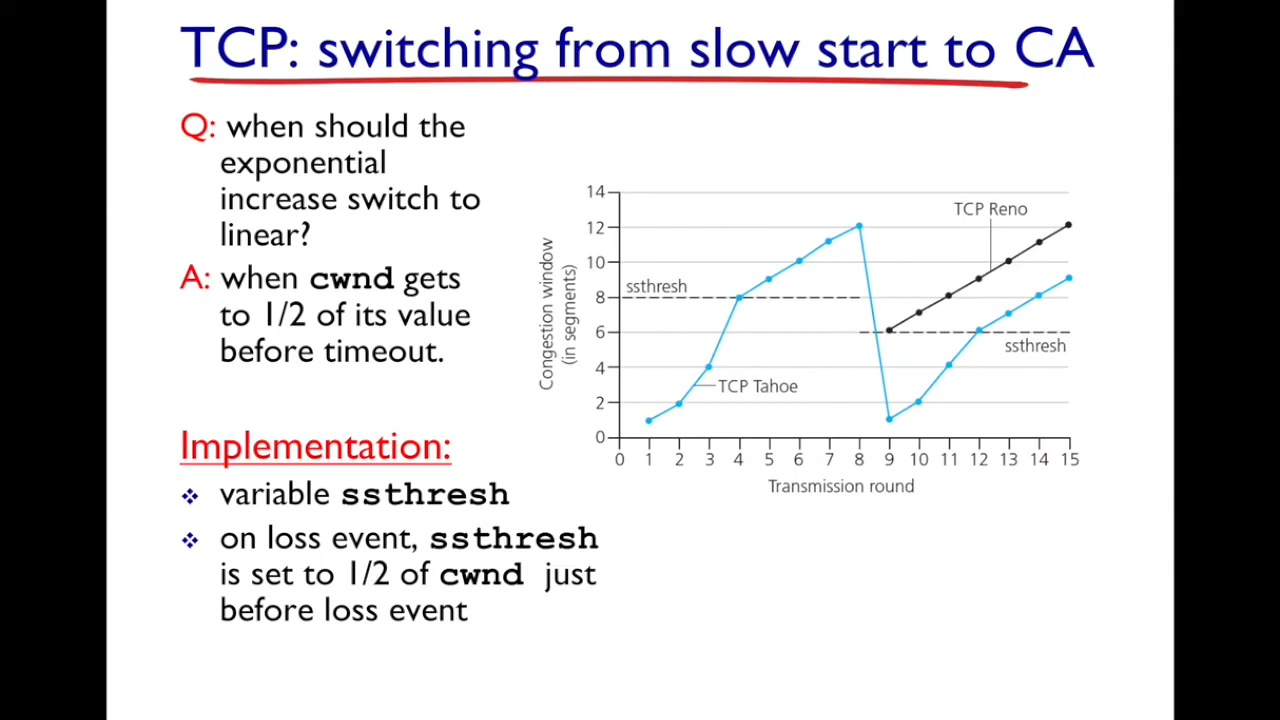 TCP: switching from slow start to CA
Q: when should the
exponential
increase switch to
linear?
A: when cwnd gets
to 1/2 of its value
before timeout.
Implementation:
❖ variable ssthresh
❖ on loss event, ssthresh
is set to 1/2 of cwnd just
before loss event
Congestion window
(in segments)
14
12
10
8
6
4
2
0
TCP Reno
ssthresh
ssthresh
TCP Tahoe
0 1 2 3 4 5 6 7 8 9 10 11 12 13 14 15
Transmission round